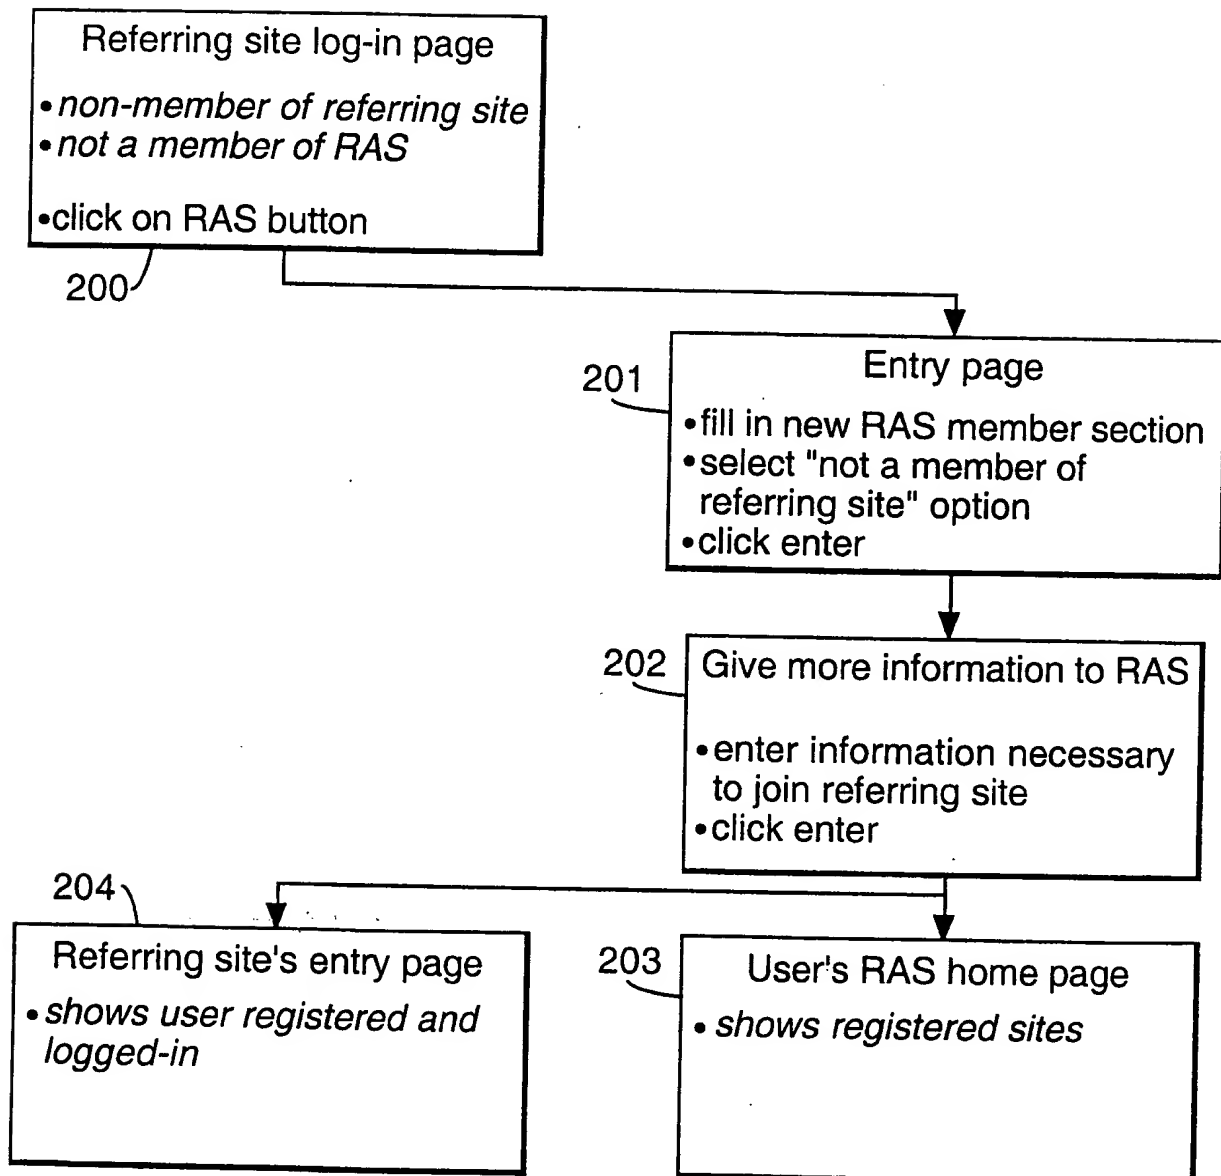 Referring site log-in page
•non-member of referring site
•not a member of RAS
•click on RAS button
200
201
Entry page
•fill in new RAS member section
•select "not a member of
referring site" option
•click enter
202
Give more information to RAS
•enter information necessary
to join referring site
•click enter
204
Referring site's entry page
• shows user registered and
logged-in
203
User's RAS home page
• shows registered sites